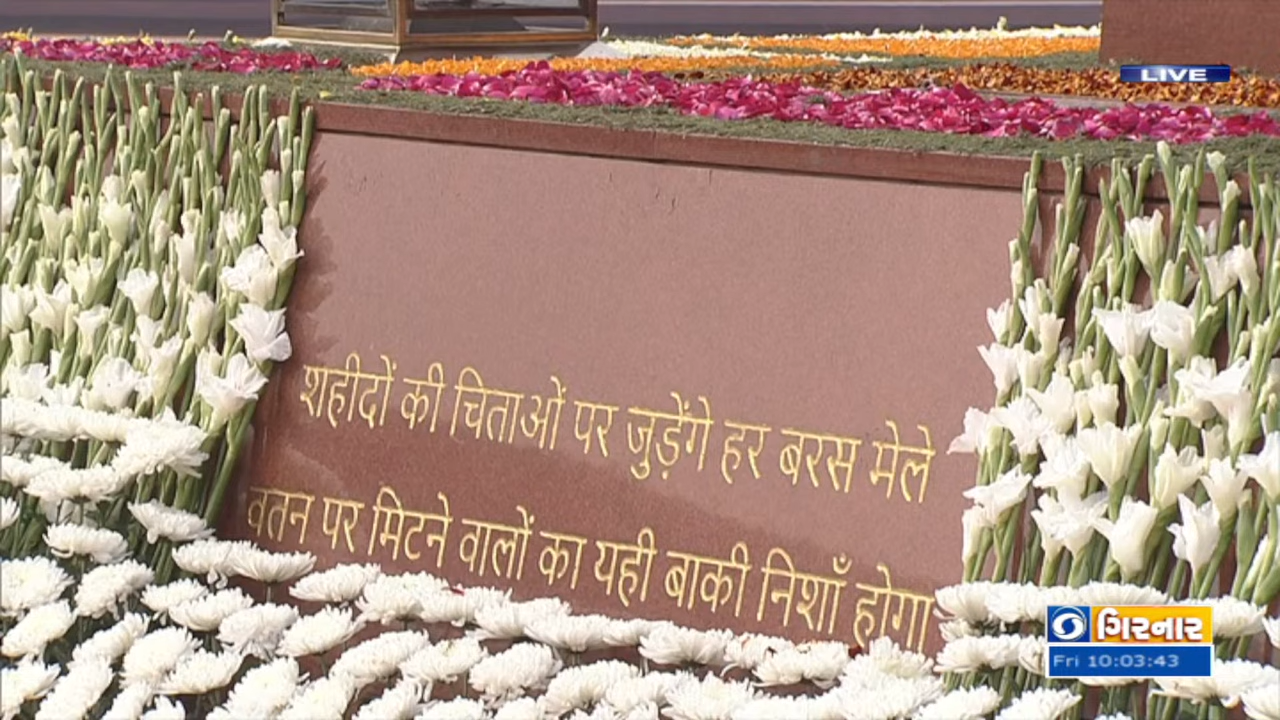 LIVE
शहीदों की चिताओं पर जुड़ेंगे हर बरस मेले
वतन पर मिटने वालों का यही बाकी निशाँ होगा
ગિરનાર
Fri 10:03:43